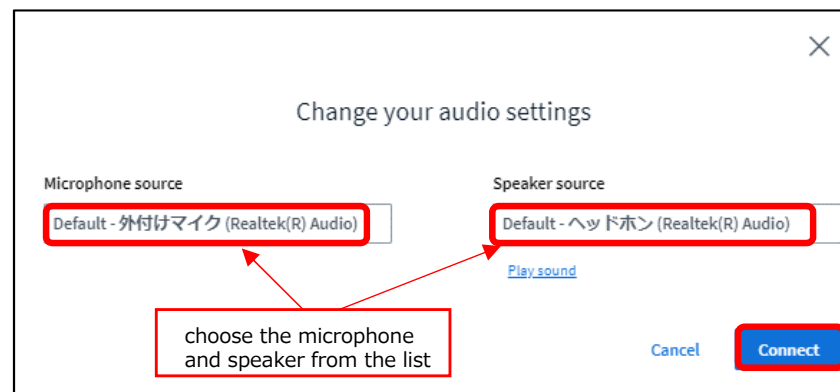 Change your audio settings
Microphone source
Speaker source
Default - 外付けマイク (Realtek(R) Audio)
Default - ヘッドホン (Realtek(R) Audio)
Play sound
choose the microphone
and speaker from the list
Cancel
Connect